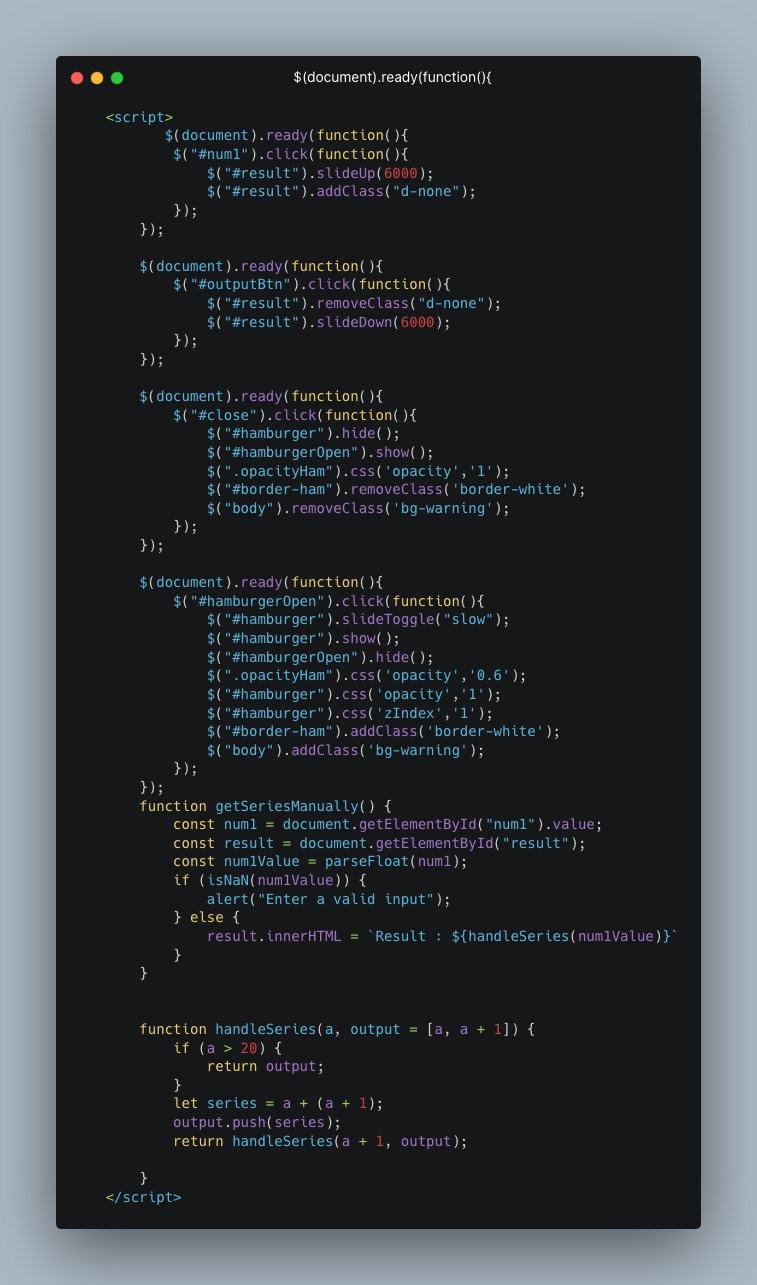 $(document).ready(function(){
<script>
$(document).ready(function(){
$("#num1").click(function(){
$("#result").slideUp(6000);
$("#result").addClass("d-none");
});
});
$(document).ready(function(){
$("#outputBtn").click(function(){
$("#result").removeClass("d-none");
$("#result").slideDown(6000);
});
});
$(document).ready(function(){
$("#close").click(function(){
$("#hamburger").hide();
$("#hamburgerOpen").show();
$(".opacityHam").css('opacity','1');
$("#border-ham").removeClass('border-white');
$("body").removeClass('bg-warning');
});
});
$(document).ready(function(){
$("#hamburgerOpen").click(function(){
$("#hamburger").slideToggle("slow");
$("#hamburger").show();
$("#hamburgerOpen").hide();
$(".opacityHam").css('opacity','0.6');
$("#hamburger").css('opacity','1');
$("#hamburger").css('zIndex','1');
$("#border-ham").addClass('border-white');
$("body").addClass('bg-warning');
});
});
function getSeriesManually() {
const num1 = document.getElementById("num1").value;
const result = document.getElementById("result");
const num1Value = parseFloat(num1);
if (isNaN(num1Value)) {
alert("Enter a valid input");
} else {
result.innerHTML = `Result : ${handleSeries(num1Value)}`
}
}
function handleSeries(a, output = [a, a + 1]) {
if (a > 20) {
return output;
}
let series = a + (a + 1);
output.push(series);
return handleSeries(a + 1, output);
}
</script>